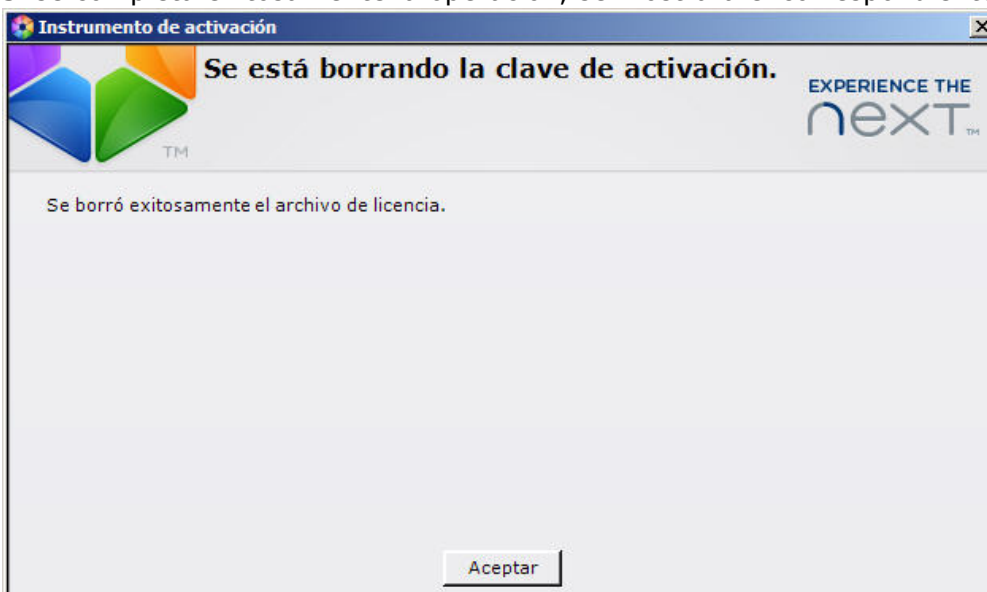 Instrumento de activación
Se está borrando la clave de activación.
EXPERIENCE THE
next TM
TM
Se borró exitosamente el archivo de licencia.
Aceptar